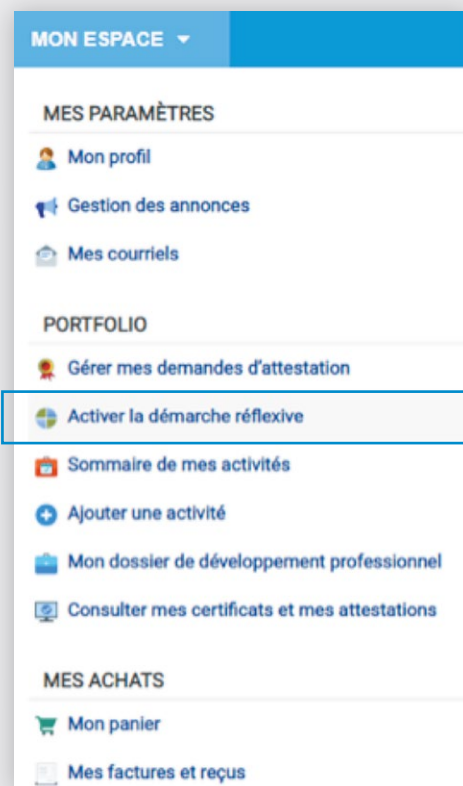 MON ESPACE
MES PARAMÈTRES
Mon profil
Gestion des annonces
Mes courriels
PORTFOLIO
Gérer mes demandes d'attestation
Activer la démarche réflexive
Sommaire de mes activités
Ajouter une activité
Mon dossier de développement professionnel
Consulter mes certificats et mes attestations
MES ACHATS
Mon panier
Mes factures et reçus